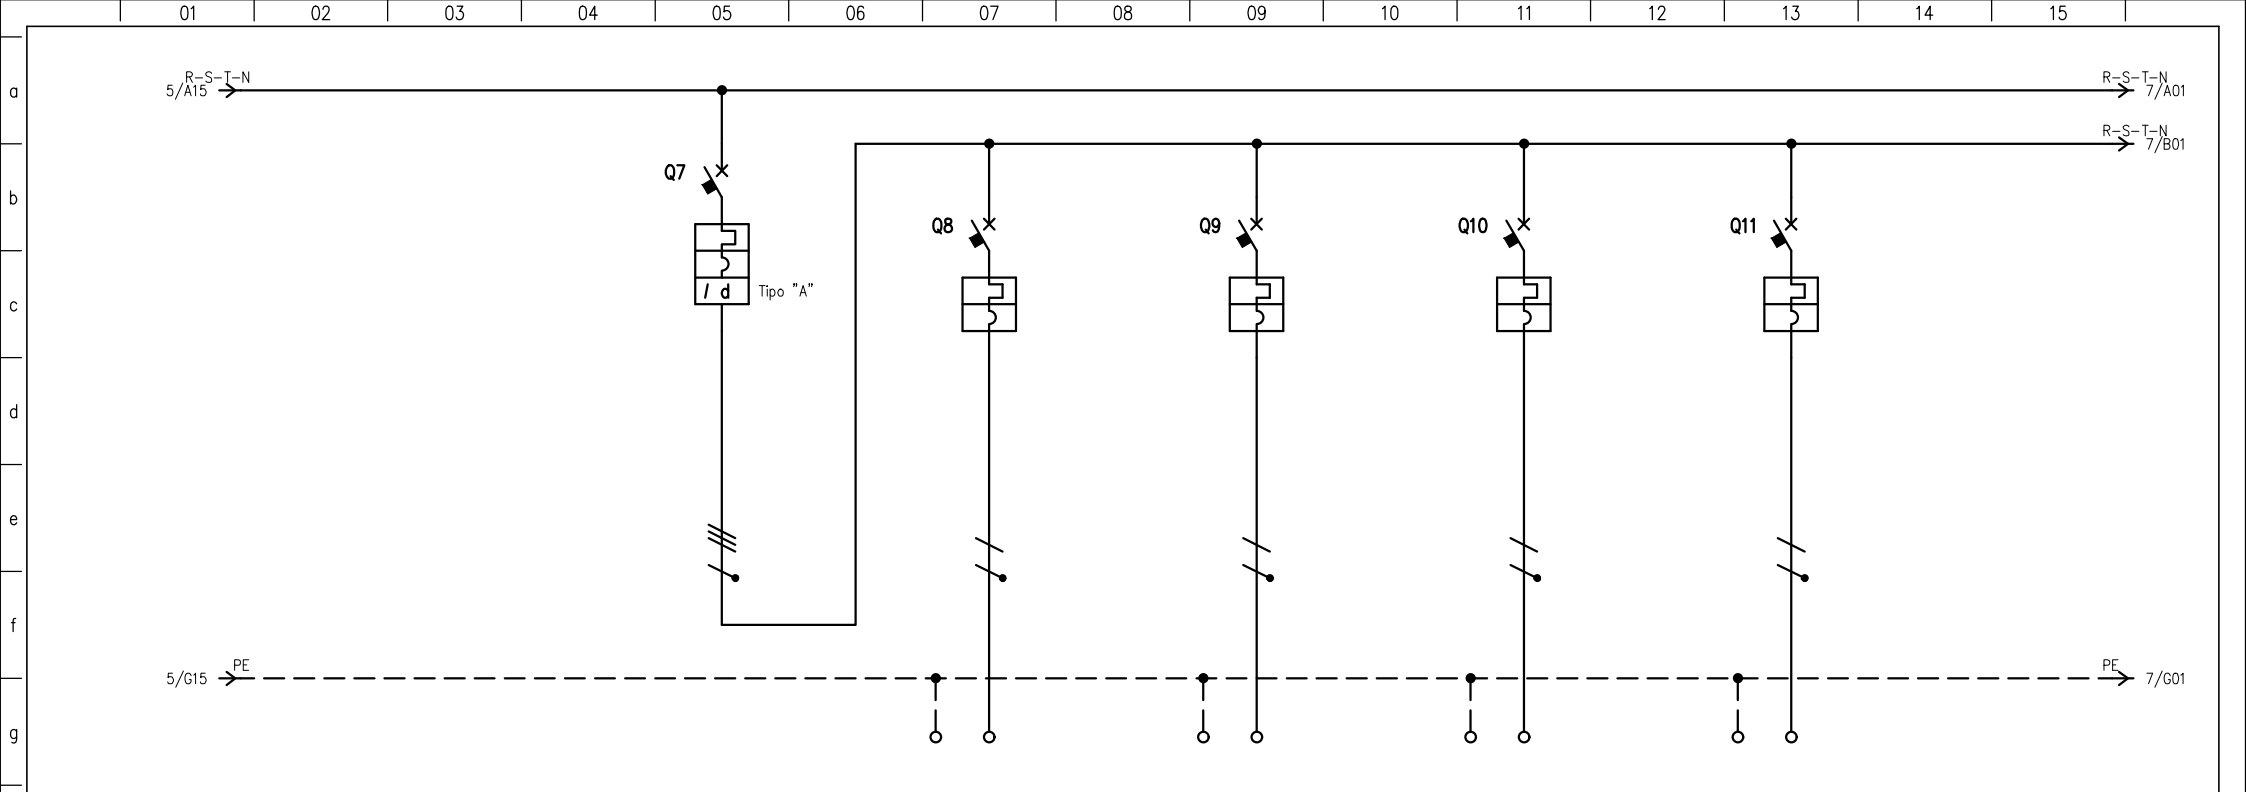 01 02 03 04 05 06 07 08 09 10 11 12 13 14 15
a
R-S-T-N
5/A15
R-S-T-N
7/A01
R-S-T-N
7/B01
b
Q7
Q8
Q9
Q10
Q11
c
I d
Tipo "A"
d
e
f
5/G15
PE
PE
7/G01
g